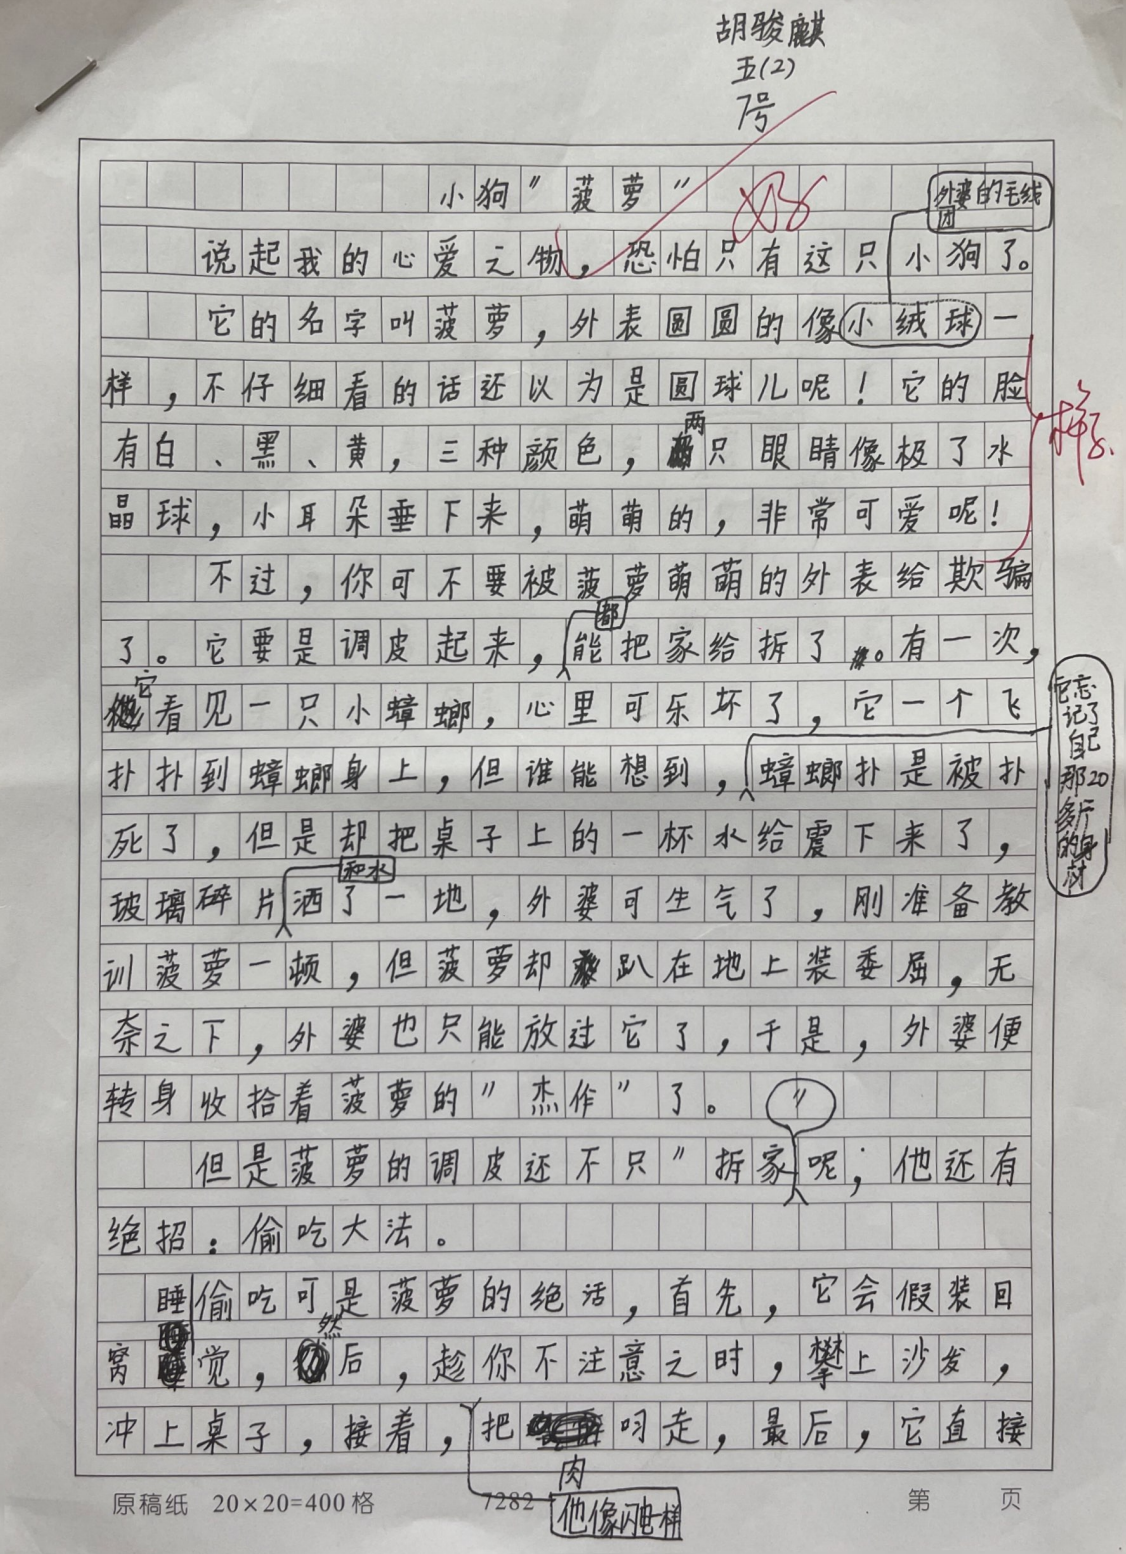 胡骏麒
五(2)
7号
小狗"菠萝"
好
外婆的毛线
团
说起我的心爱之物，恐怕只有这只小狗了。
它的名字叫菠萝，外表圆圆的像小绒球一
样，不仔细看的话还以为是圆球儿呢！它的脸
有白、黑、黄，三种颜色，两只眼睛像极了水
晶球，小耳朵垂下来，萌萌的，非常可爱呢！
不过，你可不要被菠萝萌萌的外表给欺骗
都
了。它要是调皮起来，能把家给拆了。有一次，
它看见一只小蟑螂，心里可乐坏了，它一个飞
扑扑到蟑螂身上，但谁能想到，蟑螂扑是被扑
它忘
记了
自己
那20
多斤
的身
材
死了，但是却把桌子上的一杯水给震下来了，
和水
玻璃碎片洒了一地，外婆可生气了，刚准备教
训菠萝一顿，但菠萝却趴在地上装委屈，无
奈之下，外婆也只能放过它了，于是，外婆便
转身收拾着菠萝的"杰作"了。
但是菠萝的调皮还不只"拆家"呢；他还有
绝招：偷吃大法。
偷吃可是菠萝的绝活，首先，它会假装回
窝睡觉，然后，趁你不注意之时，攀上沙发，
冲上桌子，接着，把肉叼走，最后，它直接
他像闪电一样
原稿纸 20×20=400格 7282 第 页